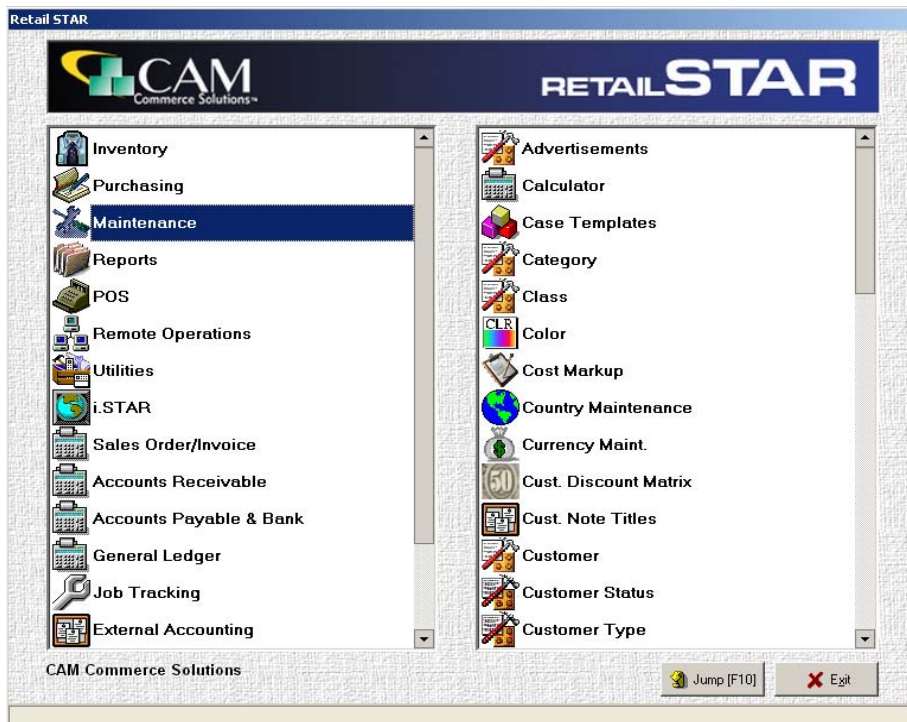 Retail STAR
CAM
Commerce Solutions™
RETAIL STAR
Inventory
Purchasing
Maintenance
Reports
POS
Remote Operations
Utilities
i.STAR
Sales Order/Invoice
Accounts Receivable
Accounts Payable & Bank
General Ledger
Job Tracking
External Accounting
Advertisements
Calculator
Case Templates
Category
Class
CLR
Color
Cost Markup
Country Maintenance
Currency Maint.
50
Cust. Discount Matrix
Cust. Note Titles
Customer
Customer Status
Customer Type
CAM Commerce Solutions
Jump [F10]
Exit